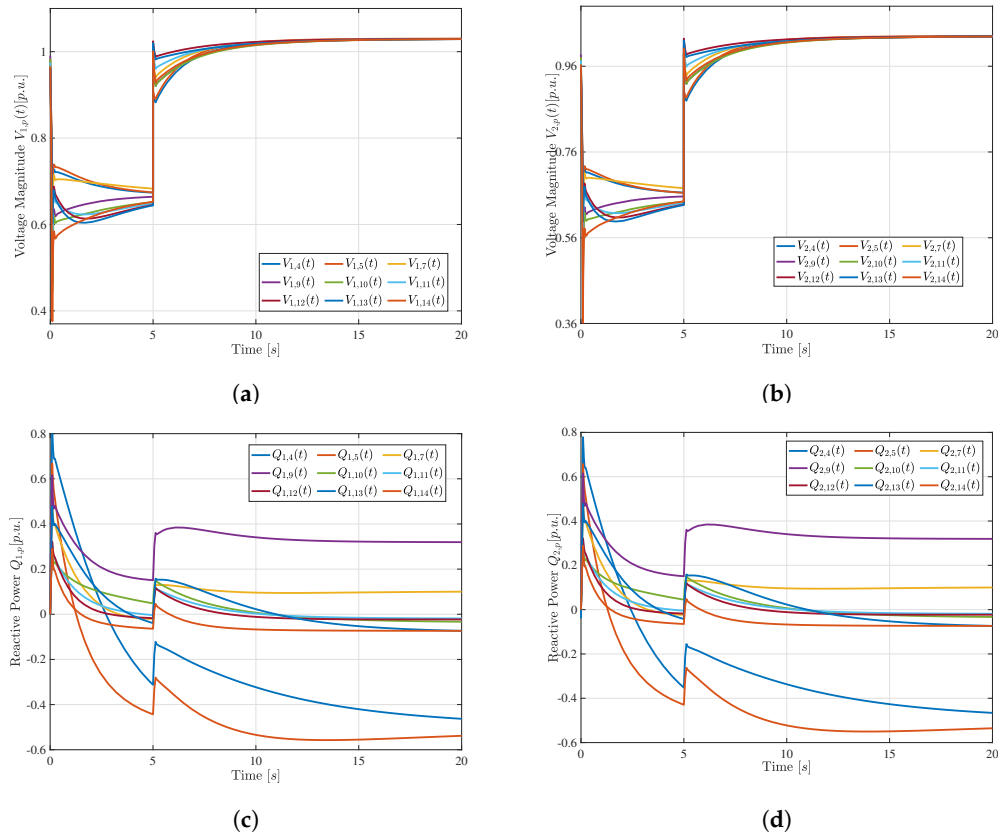 Voltage Magnitude V_{1,p}(t)[p.u.]
1
0.8
0.6
0.4
0 5 10 15 20
Time [s]
V_{1,4}(t) V_{1,5}(t) V_{1,7}(t)
V_{1,9}(t) V_{1,10}(t) V_{1,11}(t)
V_{1,12}(t) V_{1,13}(t) V_{1,14}(t)
(a)
Voltage Magnitude V_{2,p}(t)[p.u.]
0.96
0.76
0.56
0.36
0 5 10 15 20
Time [s]
V_{2,4}(t) V_{2,5}(t) V_{2,7}(t)
V_{2,9}(t) V_{2,10}(t) V_{2,11}(t)
V_{2,12}(t) V_{2,13}(t) V_{2,14}(t)
(b)
Reactive Power Q_{1,p}[p.u.]
0.8
0.6
0.4
0.2
0
-0.2
-0.4
-0.6
0 5 10 15 20
Time [s]
Q_{1,4}(t) Q_{1,5}(t) Q_{1,7}(t)
Q_{1,9}(t) Q_{1,10}(t) Q_{1,11}(t)
Q_{1,12}(t) Q_{1,13}(t) Q_{1,14}(t)
(c)
Reactive Power Q_{2,p}[p.u.]
0.8
0.6
0.4
0.2
0
-0.2
-0.4
-0.6
0 5 10 15 20
Time [s]
Q_{2,4}(t) Q_{2,5}(t) Q_{2,7}(t)
Q_{2,9}(t) Q_{2,10}(t) Q_{2,11}(t)
Q_{2,12}(t) Q_{2,13}(t) Q_{2,14}(t)
(d)